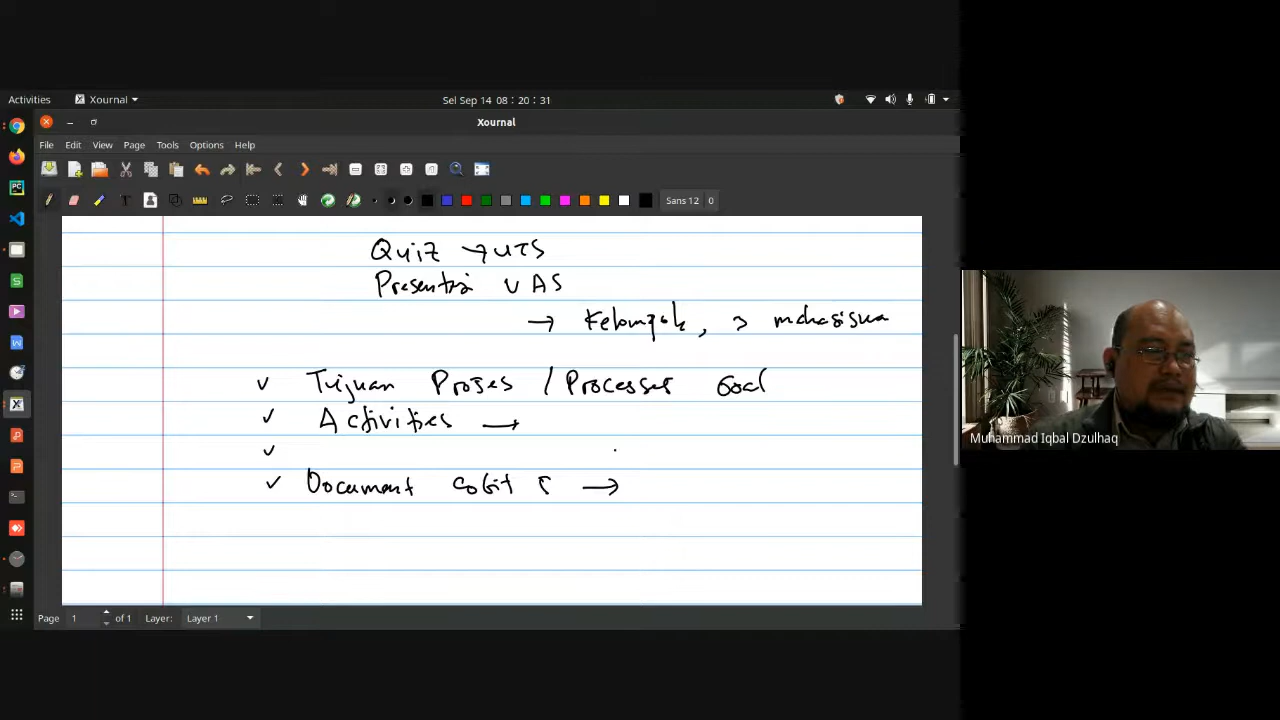 Activities Xournal Sel Sep 14 08:20:31
Xournal
File Edit View Page Tools Options Help
Sans 12 0
Quiz → UTS
Presentasi UAS
→ Kelompok, 3 mahasiswa
✓ Tujuan Proses / Processes Goal
✓ Activities →
✓
✓ Document Cobit 5 →
Page 1 of 1 Layer: Layer 1
Muhammad Iqbal Dzulhaq